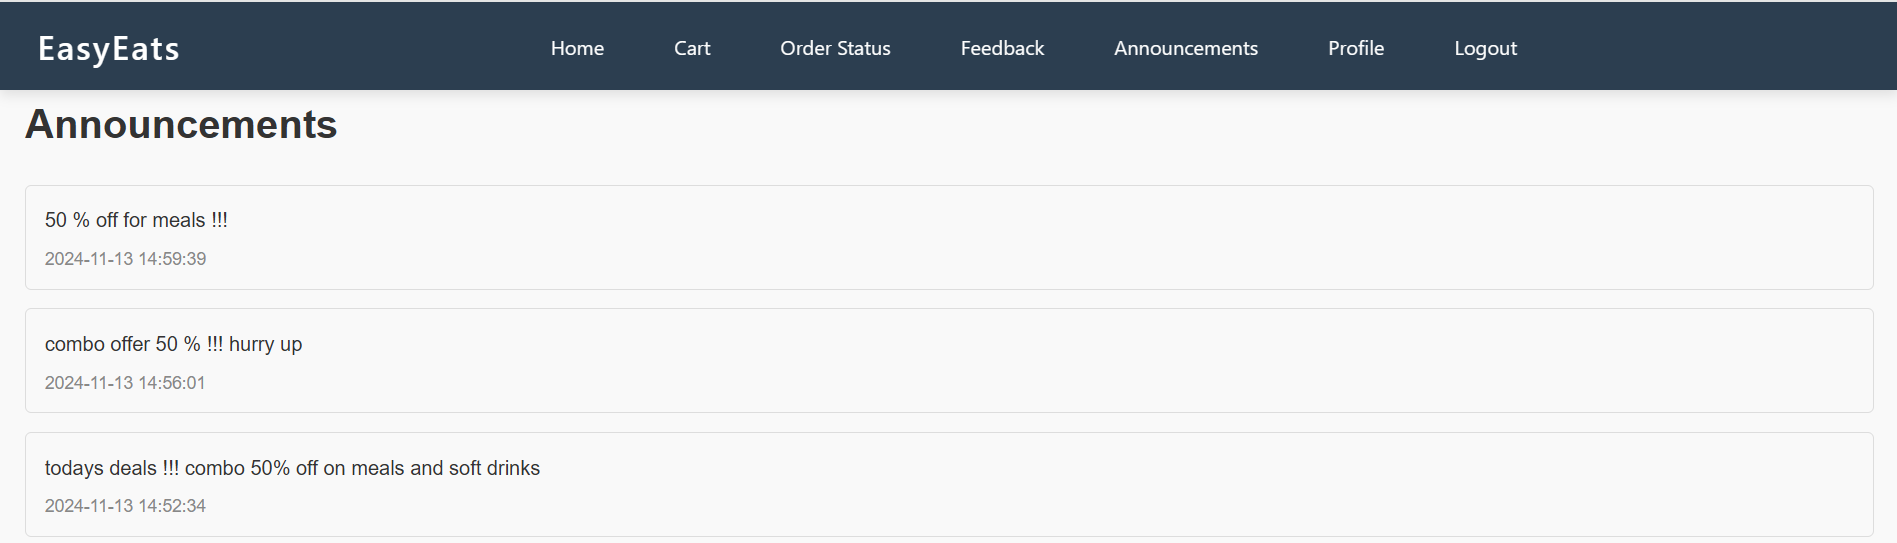 EasyEats Home Cart Order Status Feedback Announcements Profile Logout
Announcements
50 % off for meals !!!
2024-11-13 14:59:39
combo offer 50 % !!! hurry up
2024-11-13 14:56:01
todays deals !!! combo 50% off on meals and soft drinks
2024-11-13 14:52:34